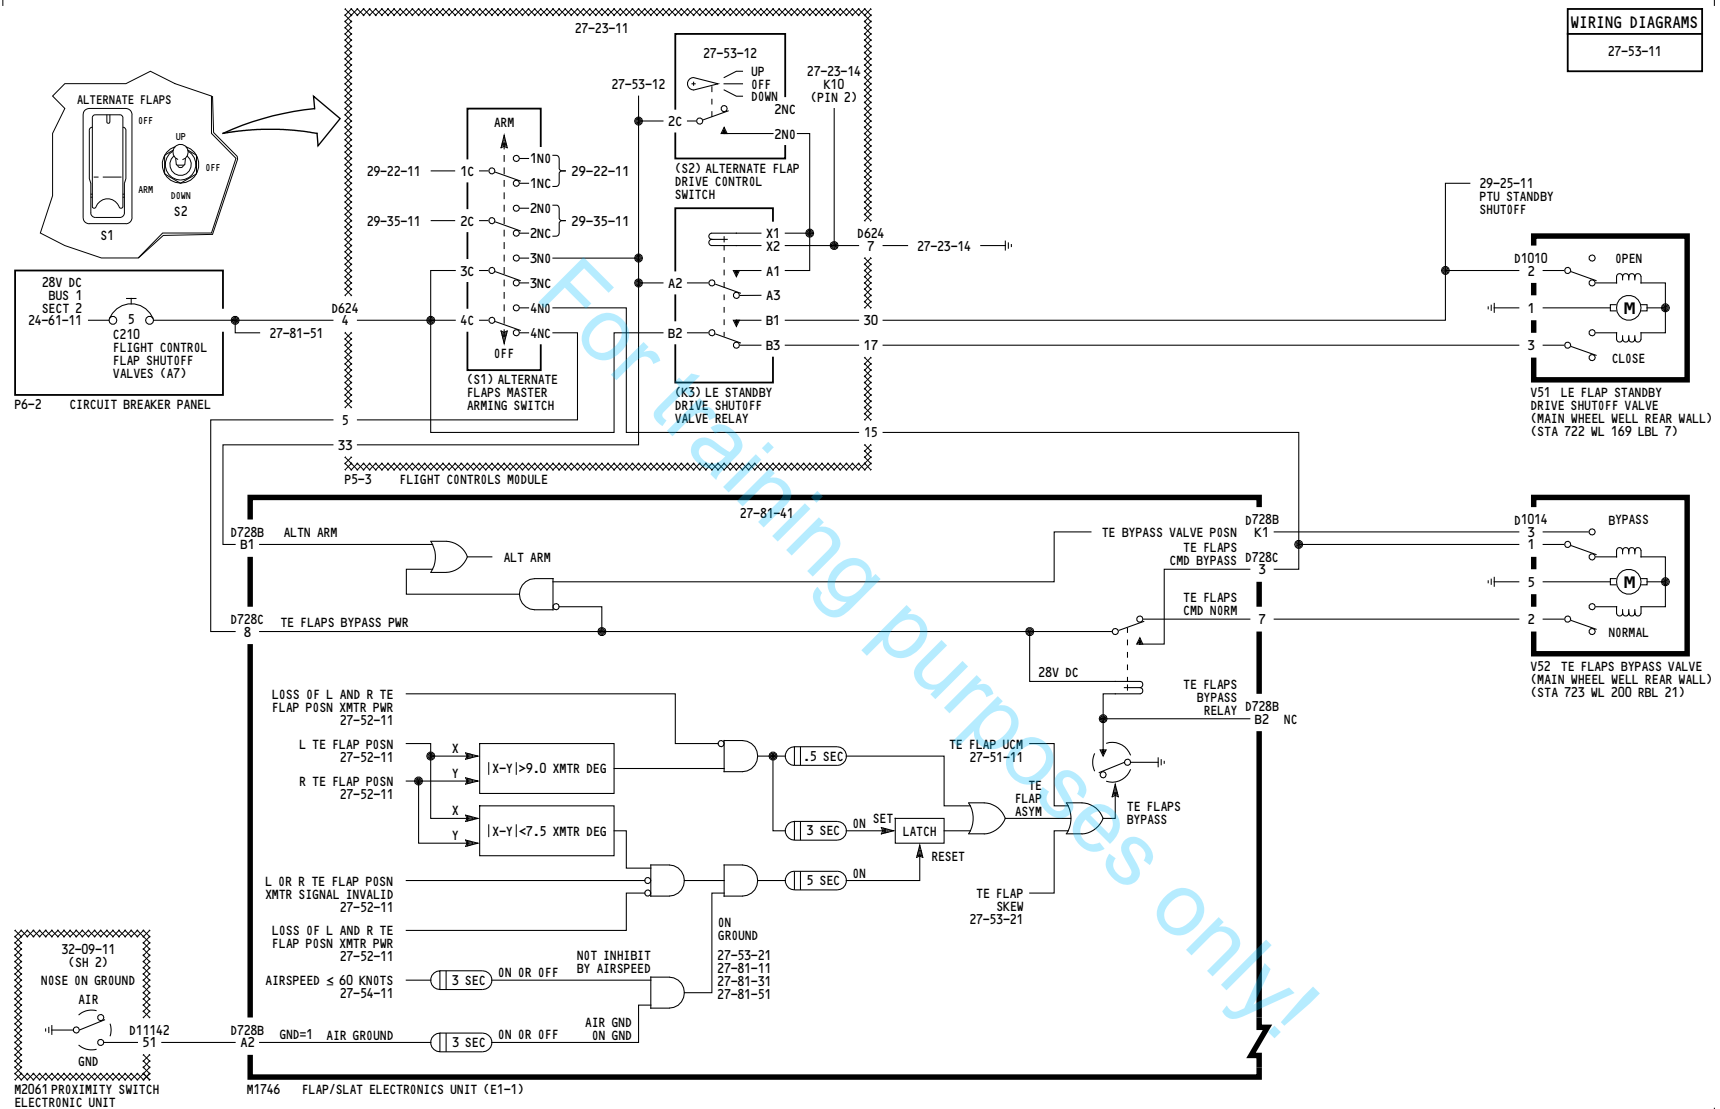 WIRING DIAGRAMS
27-53-11
27-23-11
ALTERNATE FLAPS
OFF
ARM
S1
UP
OFF
DOWN
S2
28V DC
BUS 1
SECT 2
24-61-11
5
C210
FLIGHT CONTROL
FLAP SHUTOFF
VALVES (A7)
27-81-51
P6-2 CIRCUIT BREAKER PANEL
D624
4
ARM
29-22-11
1C
1NO
1NC
29-22-11
29-35-11
2C
2NO
2NC
29-35-11
3C
3NO
3NC
4C
4NO
4NC
OFF
(S1) ALTERNATE
FLAPS MASTER
ARMING SWITCH
27-53-12
27-53-12
UP
OFF
DOWN
2NC
2C
2NO
(S2) ALTERNATE FLAP
DRIVE CONTROL
SWITCH
27-23-14
K10
(PIN 2)
X1
X2
A1
A2
A3
B1
B2
B3
(K3) LE STANDBY
DRIVE SHUTOFF
VALVE RELAY
D624
7
27-23-14
30
17
15
5
33
P5-3 FLIGHT CONTROLS MODULE
29-25-11
PTU STANDBY
SHUTOFF
D1010
2
OPEN
1
M
3
CLOSE
V51 LE FLAP STANDBY
DRIVE SHUTOFF VALVE
(MAIN WHEEL WELL REAR WALL)
(STA 722 WL 169 LBL 7)
27-81-41
D728B
B1
ALTN ARM
ALT ARM
D728C
8
TE FLAPS BYPASS PWR
TE BYPASS VALVE POSN
D728B
K1
TE FLAPS
CMD BYPASS
D728C
3
TE FLAPS
CMD NORM
7
28V DC
TE FLAPS
BYPASS
RELAY
D728B
B2 NC
D1014
3
BYPASS
1
5
M
2
NORMAL
V52 TE FLAPS BYPASS VALVE
(MAIN WHEEL WELL REAR WALL)
(STA 723 WL 200 RBL 21)
LOSS OF L AND R TE
FLAP POSN XMTR PWR
27-52-11
L TE FLAP POSN
27-52-11
R TE FLAP POSN
27-52-11
X
Y
|X-Y|>9.0 XMTR DEG
X
Y
|X-Y|<7.5 XMTR DEG
L OR R TE FLAP POSN
XMTR SIGNAL INVALID
27-52-11
LOSS OF L AND R TE
FLAP POSN XMTR PWR
27-52-11
AIRSPEED ≤ 60 KNOTS
27-54-11
3 SEC
ON OR OFF
NOT INHIBIT
BY AIRSPEED
.5 SEC
3 SEC
ON
SET
LATCH
RESET
5 SEC
ON
ON
GROUND
27-53-21
27-81-11
27-81-31
27-81-51
TE FLAP UCM
27-51-11
TE
FLAP
ASYM
TE FLAP
SKEW
27-53-21
TE FLAPS
BYPASS
32-09-11
(SH 2)
NOSE ON GROUND
AIR
GND
D11142
51
M2061 PROXIMITY SWITCH
ELECTRONIC UNIT
D728B
A2
GND=1 AIR GROUND
3 SEC
ON OR OFF
AIR GND
ON GND
M1746 FLAP/SLAT ELECTRONICS UNIT (E1-1)
For training purposes only!